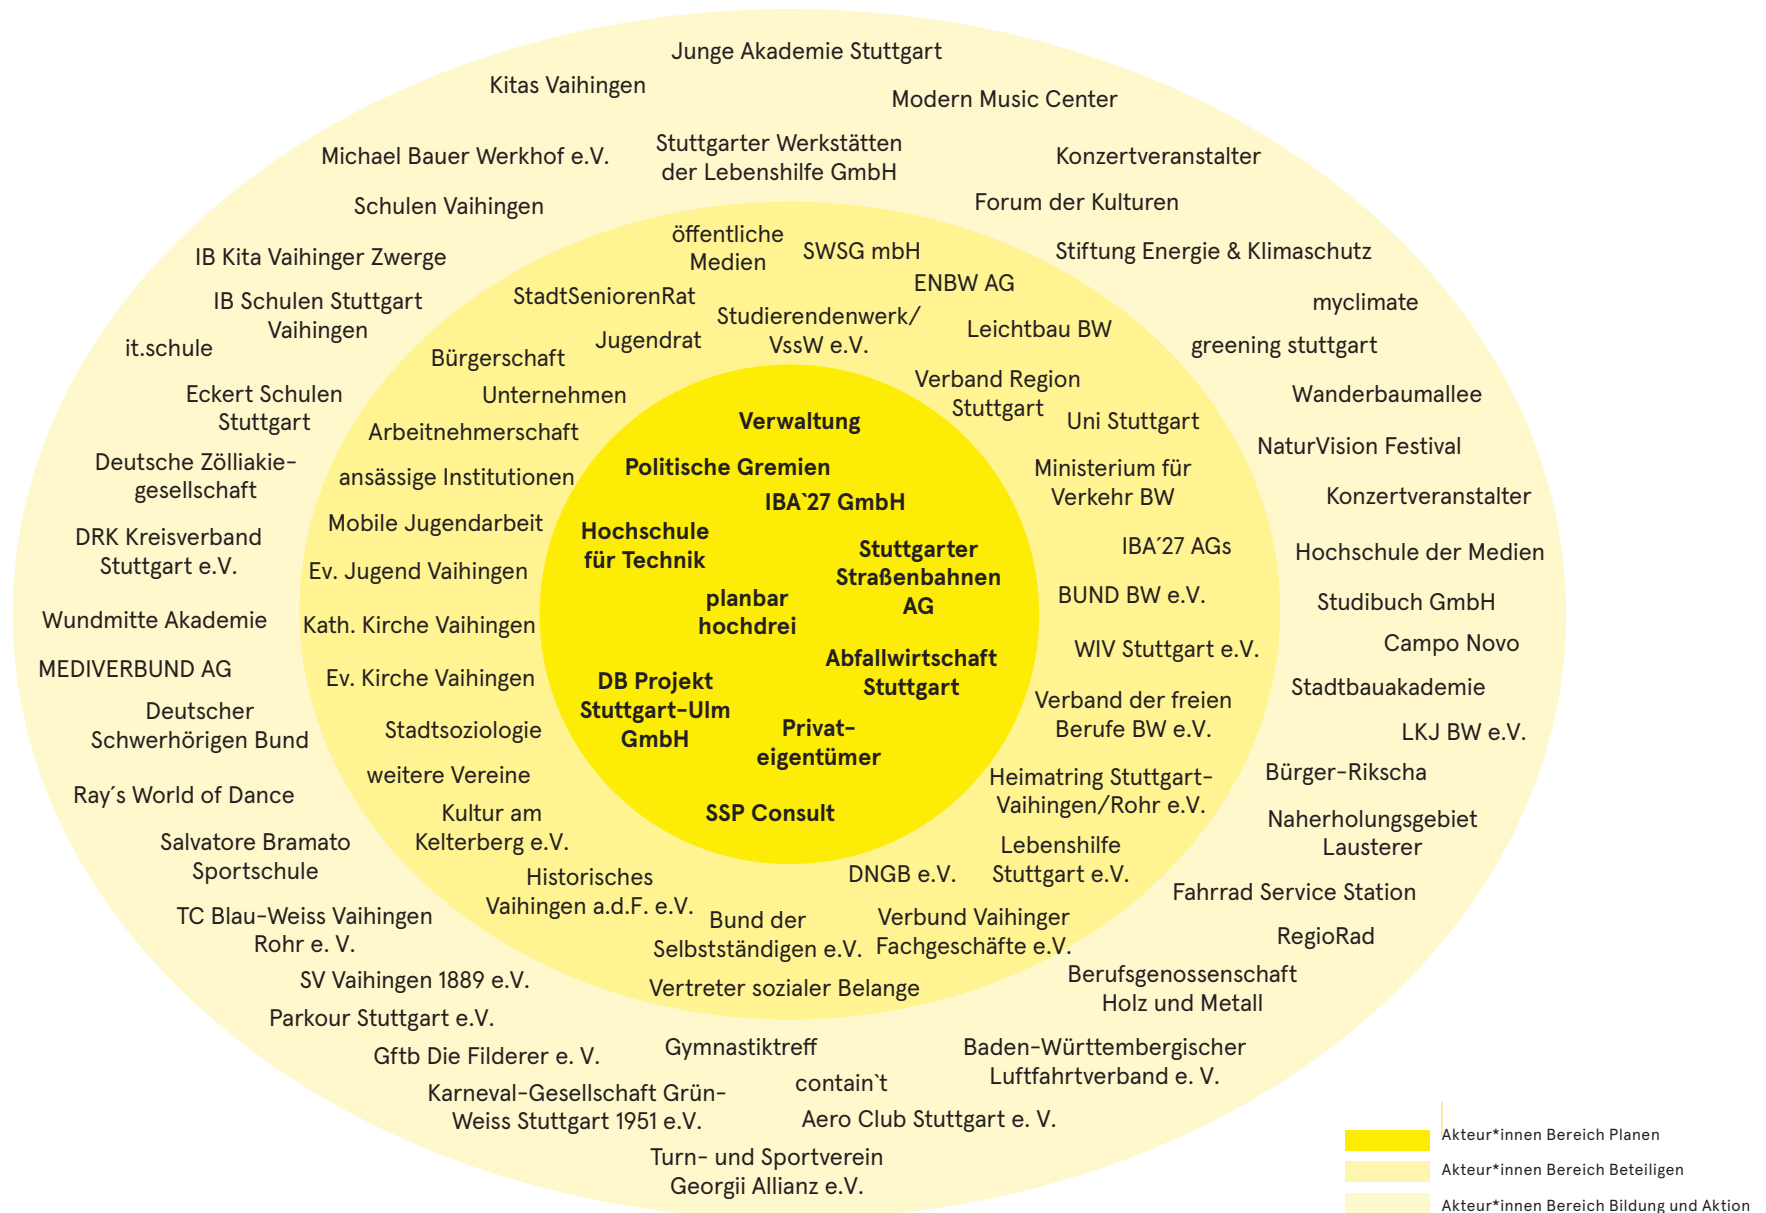 Junge Akademie Stuttgart
Kitas Vaihingen
Modern Music Center
Michael Bauer Werkhof e.V.
Stuttgarter Werkstätten
der Lebenshilfe GmbH
Konzertveranstalter
Schulen Vaihingen
Forum der Kulturen
IB Kita Vaihinger Zwerge
Stiftung Energie & Klimaschutz
IB Schulen Stuttgart
Vaihingen
myclimate
it.schule
greening stuttgart
Eckert Schulen
Stuttgart
Wanderbaumallee
Deutsche Zölliakie-
gesellschaft
NaturVision Festival
Konzertveranstalter
DRK Kreisverband
Stuttgart e.V.
Hochschule der Medien
Wundmitte Akademie
Studibuch GmbH
Campo Novo
MEDIVERBUND AG
Stadtbauakademie
Deutscher
Schwerhörigen Bund
LKJ BW e.V.
Bürger-Rikscha
Ray´s World of Dance
Naherholungsgebiet
Lausterer
Salvatore Bramato
Sportschule
Fahrrad Service Station
TC Blau-Weiss Vaihingen
Rohr e. V.
RegioRad
SV Vaihingen 1889 e.V.
Berufsgenossenschaft
Holz und Metall
Parkour Stuttgart e.V.
Gftb Die Filderer e. V.
Gymnastiktreff
Baden-Württembergischer
Luftfahrtverband e. V.
contain`t
Karneval-Gesellschaft Grün-
Weiss Stuttgart 1951 e.V.
Aero Club Stuttgart e. V.
Turn- und Sportverein
Georgii Allianz e.V.
öffentliche
Medien
SWSG mbH
ENBW AG
StadtSeniorenRat
Studierendenwerk/
VssW e.V.
Leichtbau BW
Jugendrat
Bürgerschaft
Verband Region
Stuttgart
Unternehmen
Uni Stuttgart
Arbeitnehmerschaft
ansässige Institutionen
Ministerium für
Verkehr BW
Mobile Jugendarbeit
IBA´27 AGs
Ev. Jugend Vaihingen
BUND BW e.V.
Kath. Kirche Vaihingen
WIV Stuttgart e.V.
Ev. Kirche Vaihingen
Verband der freien
Berufe BW e.V.
Stadtsoziologie
weitere Vereine
Heimatring Stuttgart-
Vaihingen/Rohr e.V.
Kultur am
Kelterberg e.V.
Lebenshilfe
Stuttgart e.V.
Historisches
Vaihingen a.d.F. e.V.
DNGB e.V.
Bund der
Selbstständigen e.V.
Verbund Vaihinger
Fachgeschäfte e.V.
Vertreter sozialer Belange
Verwaltung
Politische Gremien
IBA`27 GmbH
Hochschule
für Technik
Stuttgarter
Straßenbahnen
AG
planbar
hochdrei
Abfallwirtschaft
Stuttgart
DB Projekt
Stuttgart-Ulm
GmbH
Privat-
eigentümer
SSP Consult
Akteur*innen Bereich Planen
Akteur*innen Bereich Beteiligen
Akteur*innen Bereich Bildung und Aktion